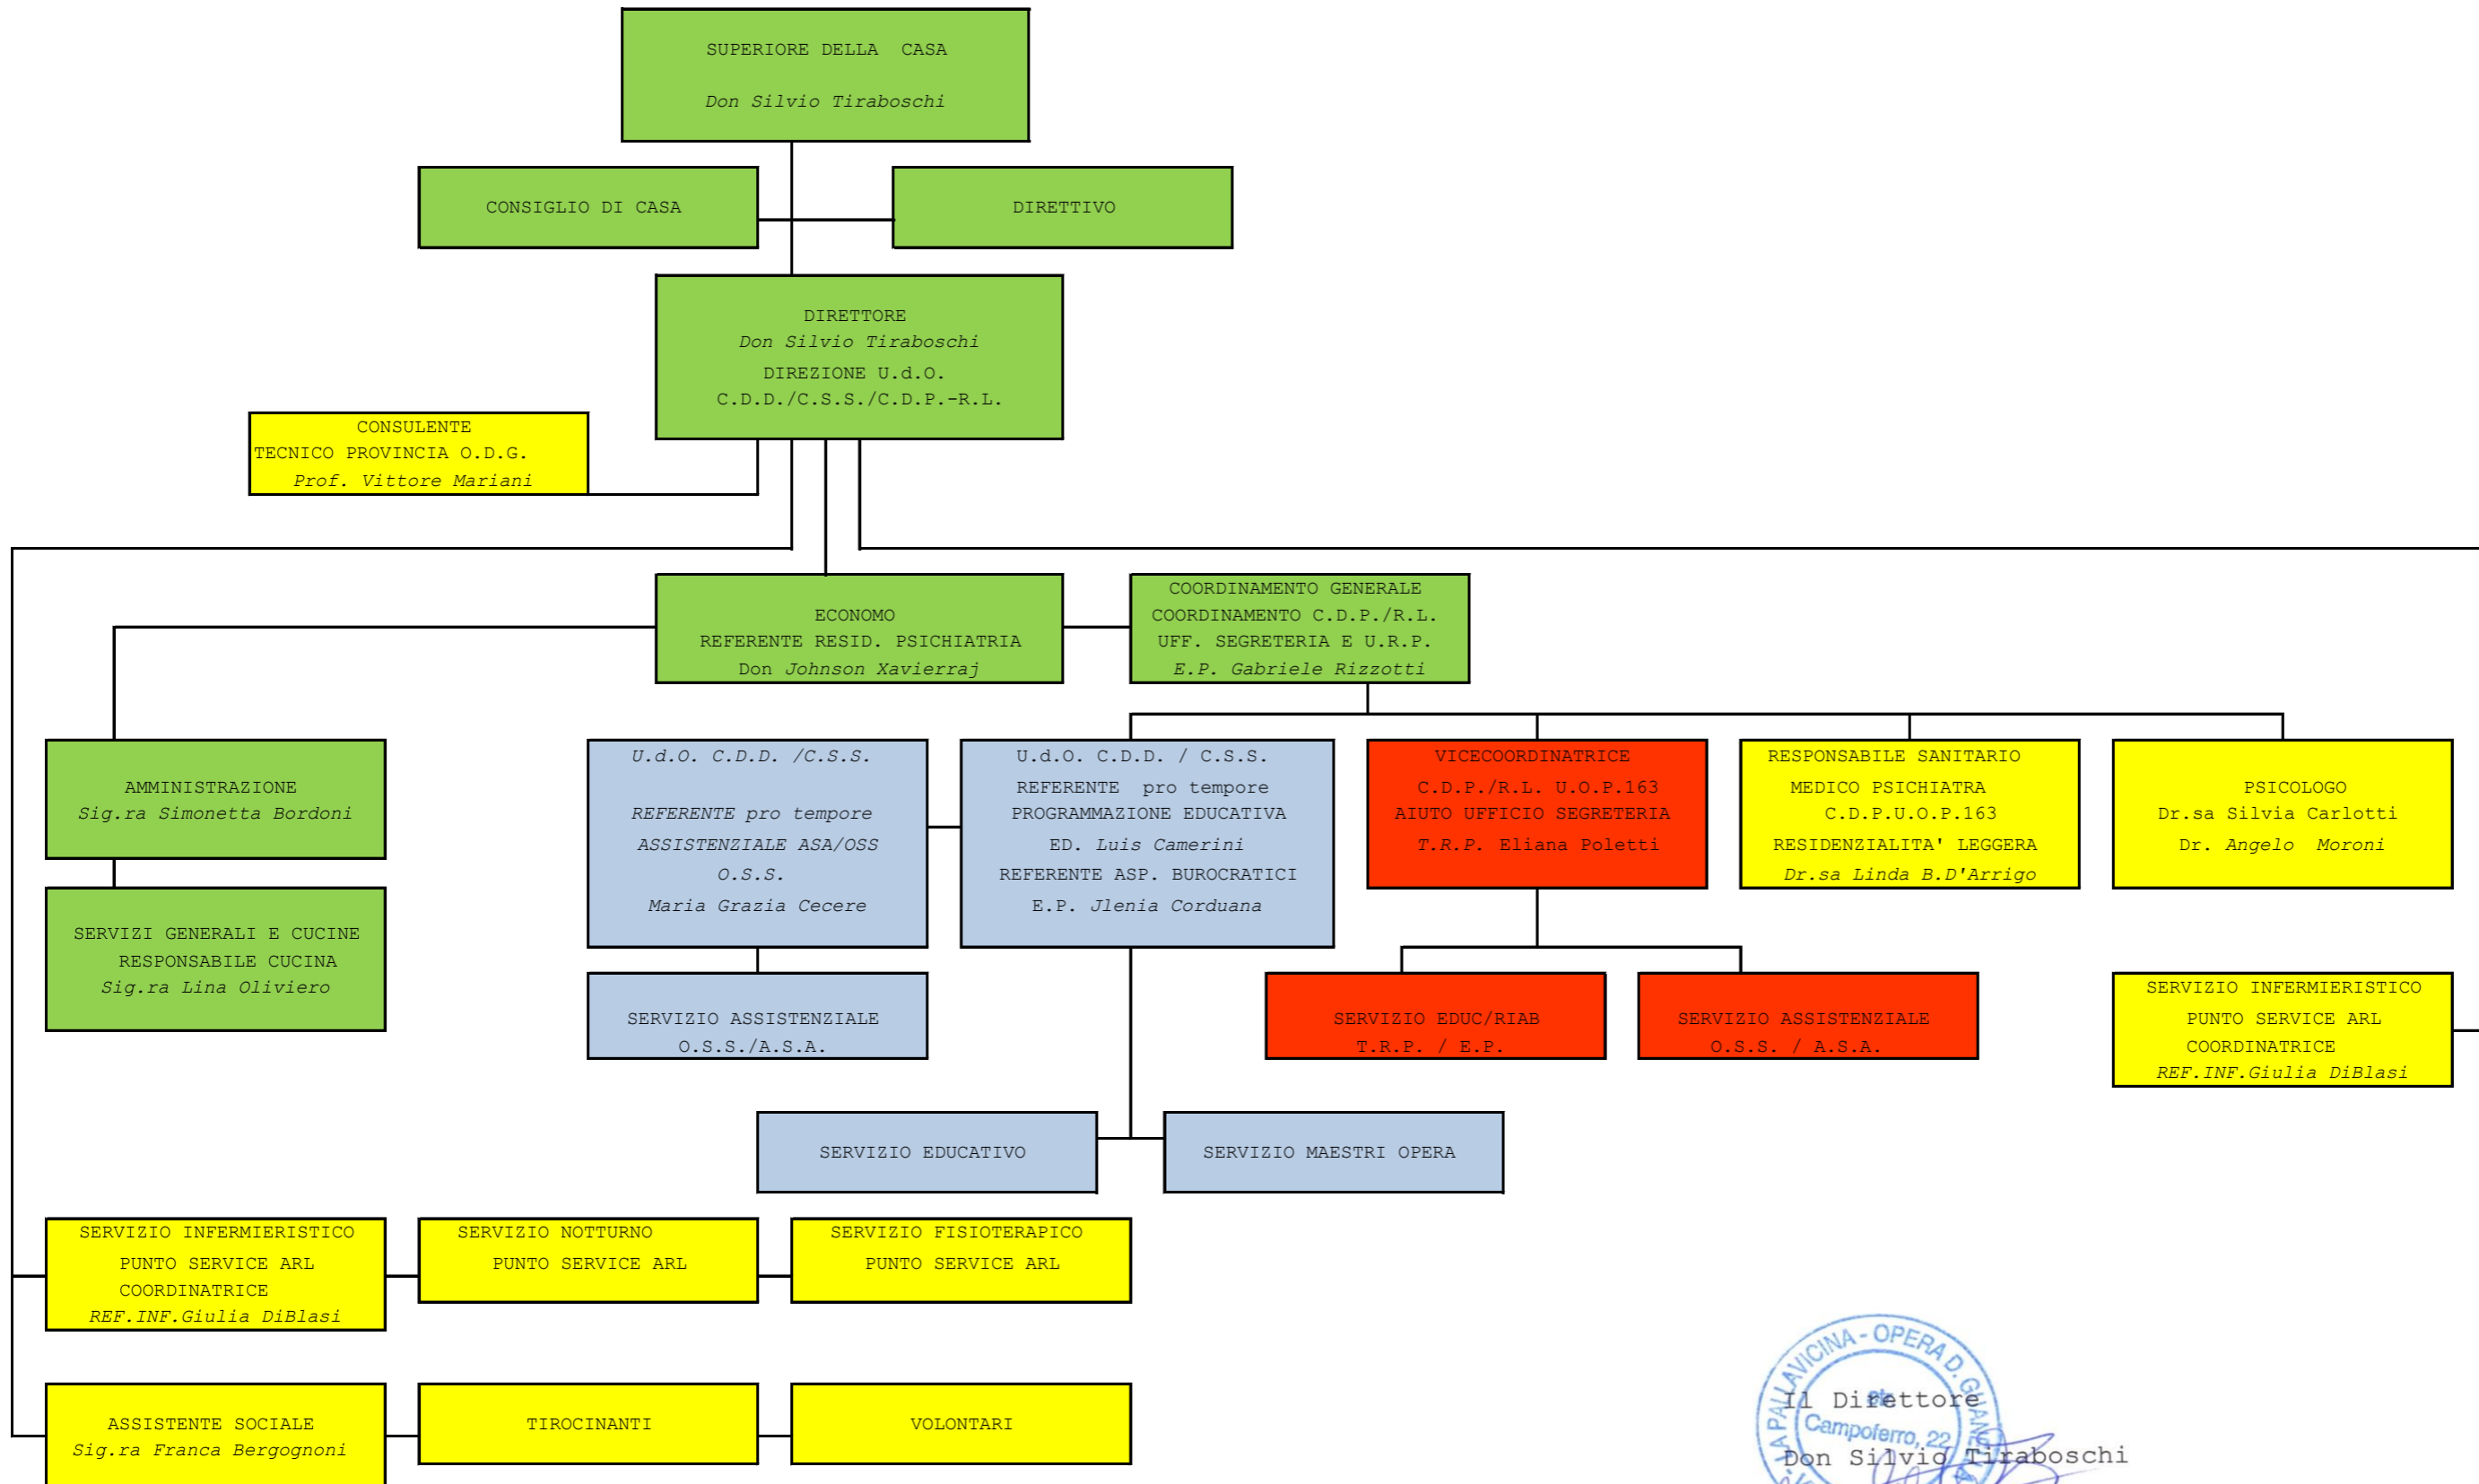 SUPERIORE DELLA CASA
Don Silvio Tiraboschi
CONSIGLIO DI CASA
DIRETTIVO
DIRETTORE
Don Silvio Tiraboschi
DIREZIONE U.d.O.
C.D.D./C.S.S./C.D.P.-R.L.
CONSULENTE
TECNICO PROVINCIA O.D.G.
Prof. Vittore Mariani
ECONOMO
REFERENTE RESID. PSICHIATRIA
Don Johnson Xavierraj
COORDINAMENTO GENERALE
COORDINAMENTO C.D.P./R.L.
UFF. SEGRETERIA E U.R.P.
E.P. Gabriele Rizzotti
AMMINISTRAZIONE
Sig.ra Simonetta Bordoni
U.d.O. C.D.D. /C.S.S.
REFERENTE pro tempore
ASSISTENZIALE ASA/OSS
O.S.S.
Maria Grazia Cecere
U.d.O. C.D.D. / C.S.S.
REFERENTE pro tempore
PROGRAMMAZIONE EDUCATIVA
ED. Luis Camerini
REFERENTE ASP. BUROCRATICI
E.P. Jlenia Corduana
VICECOORDINATRICE
C.D.P./R.L. U.O.P.163
AIUTO UFFICIO SEGRETERIA
T.R.P. Eliana Poletti
RESPONSABILE SANITARIO
MEDICO PSICHIATRA
C.D.P.U.O.P.163
RESIDENZIALITA' LEGGERA
Dr.sa Linda B.D'Arrigo
PSICOLOGO
Dr.sa Silvia Carlotti
Dr. Angelo Moroni
SERVIZI GENERALI E CUCINE
RESPONSABILE CUCINA
Sig.ra Lina Oliviero
SERVIZIO ASSISTENZIALE
O.S.S./A.S.A.
SERVIZIO EDUC/RIAB
T.R.P. / E.P.
SERVIZIO ASSISTENZIALE
O.S.S. / A.S.A.
SERVIZIO INFERMIERISTICO
PUNTO SERVICE ARL
COORDINATRICE
REF.INF.Giulia DiBlasi
SERVIZIO EDUCATIVO
SERVIZIO MAESTRI OPERA
SERVIZIO INFERMIERISTICO
PUNTO SERVICE ARL
COORDINATRICE
REF.INF.Giulia DiBlasi
SERVIZIO NOTTURNO
PUNTO SERVICE ARL
SERVIZIO FISIOTERAPICO
PUNTO SERVICE ARL
ASSISTENTE SOCIALE
Sig.ra Franca Bergognoni
TIROCINANTI
VOLONTARI
LA PALLAVICINA - OPERA D. GUANELLA
Il Direttore
Campoferro, 22
Don Silvio Tiraboschi